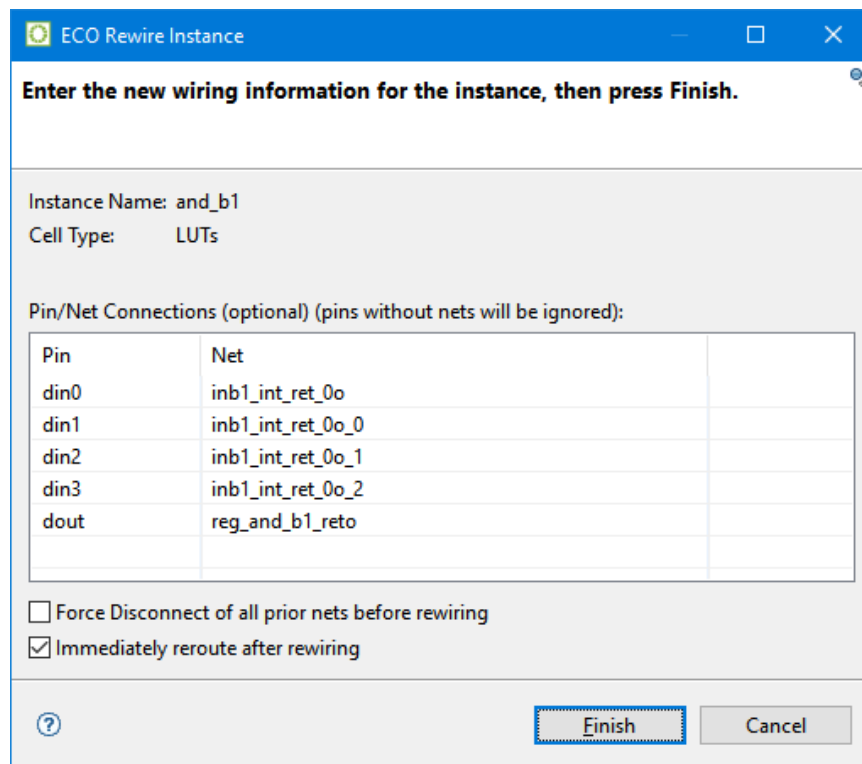 ECO Rewire Instance
Enter the new wiring information for the instance, then press Finish.
Instance Name: and_b1
Cell Type: LUTs
Pin/Net Connections (optional) (pins without nets will be ignored):
Pin Net
din0 inb1_int_ret_0o
din1 inb1_int_ret_0o_0
din2 inb1_int_ret_0o_1
din3 inb1_int_ret_0o_2
dout reg_and_b1_reto
Force Disconnect of all prior nets before rewiring
Immediately reroute after rewiring
? Finish Cancel